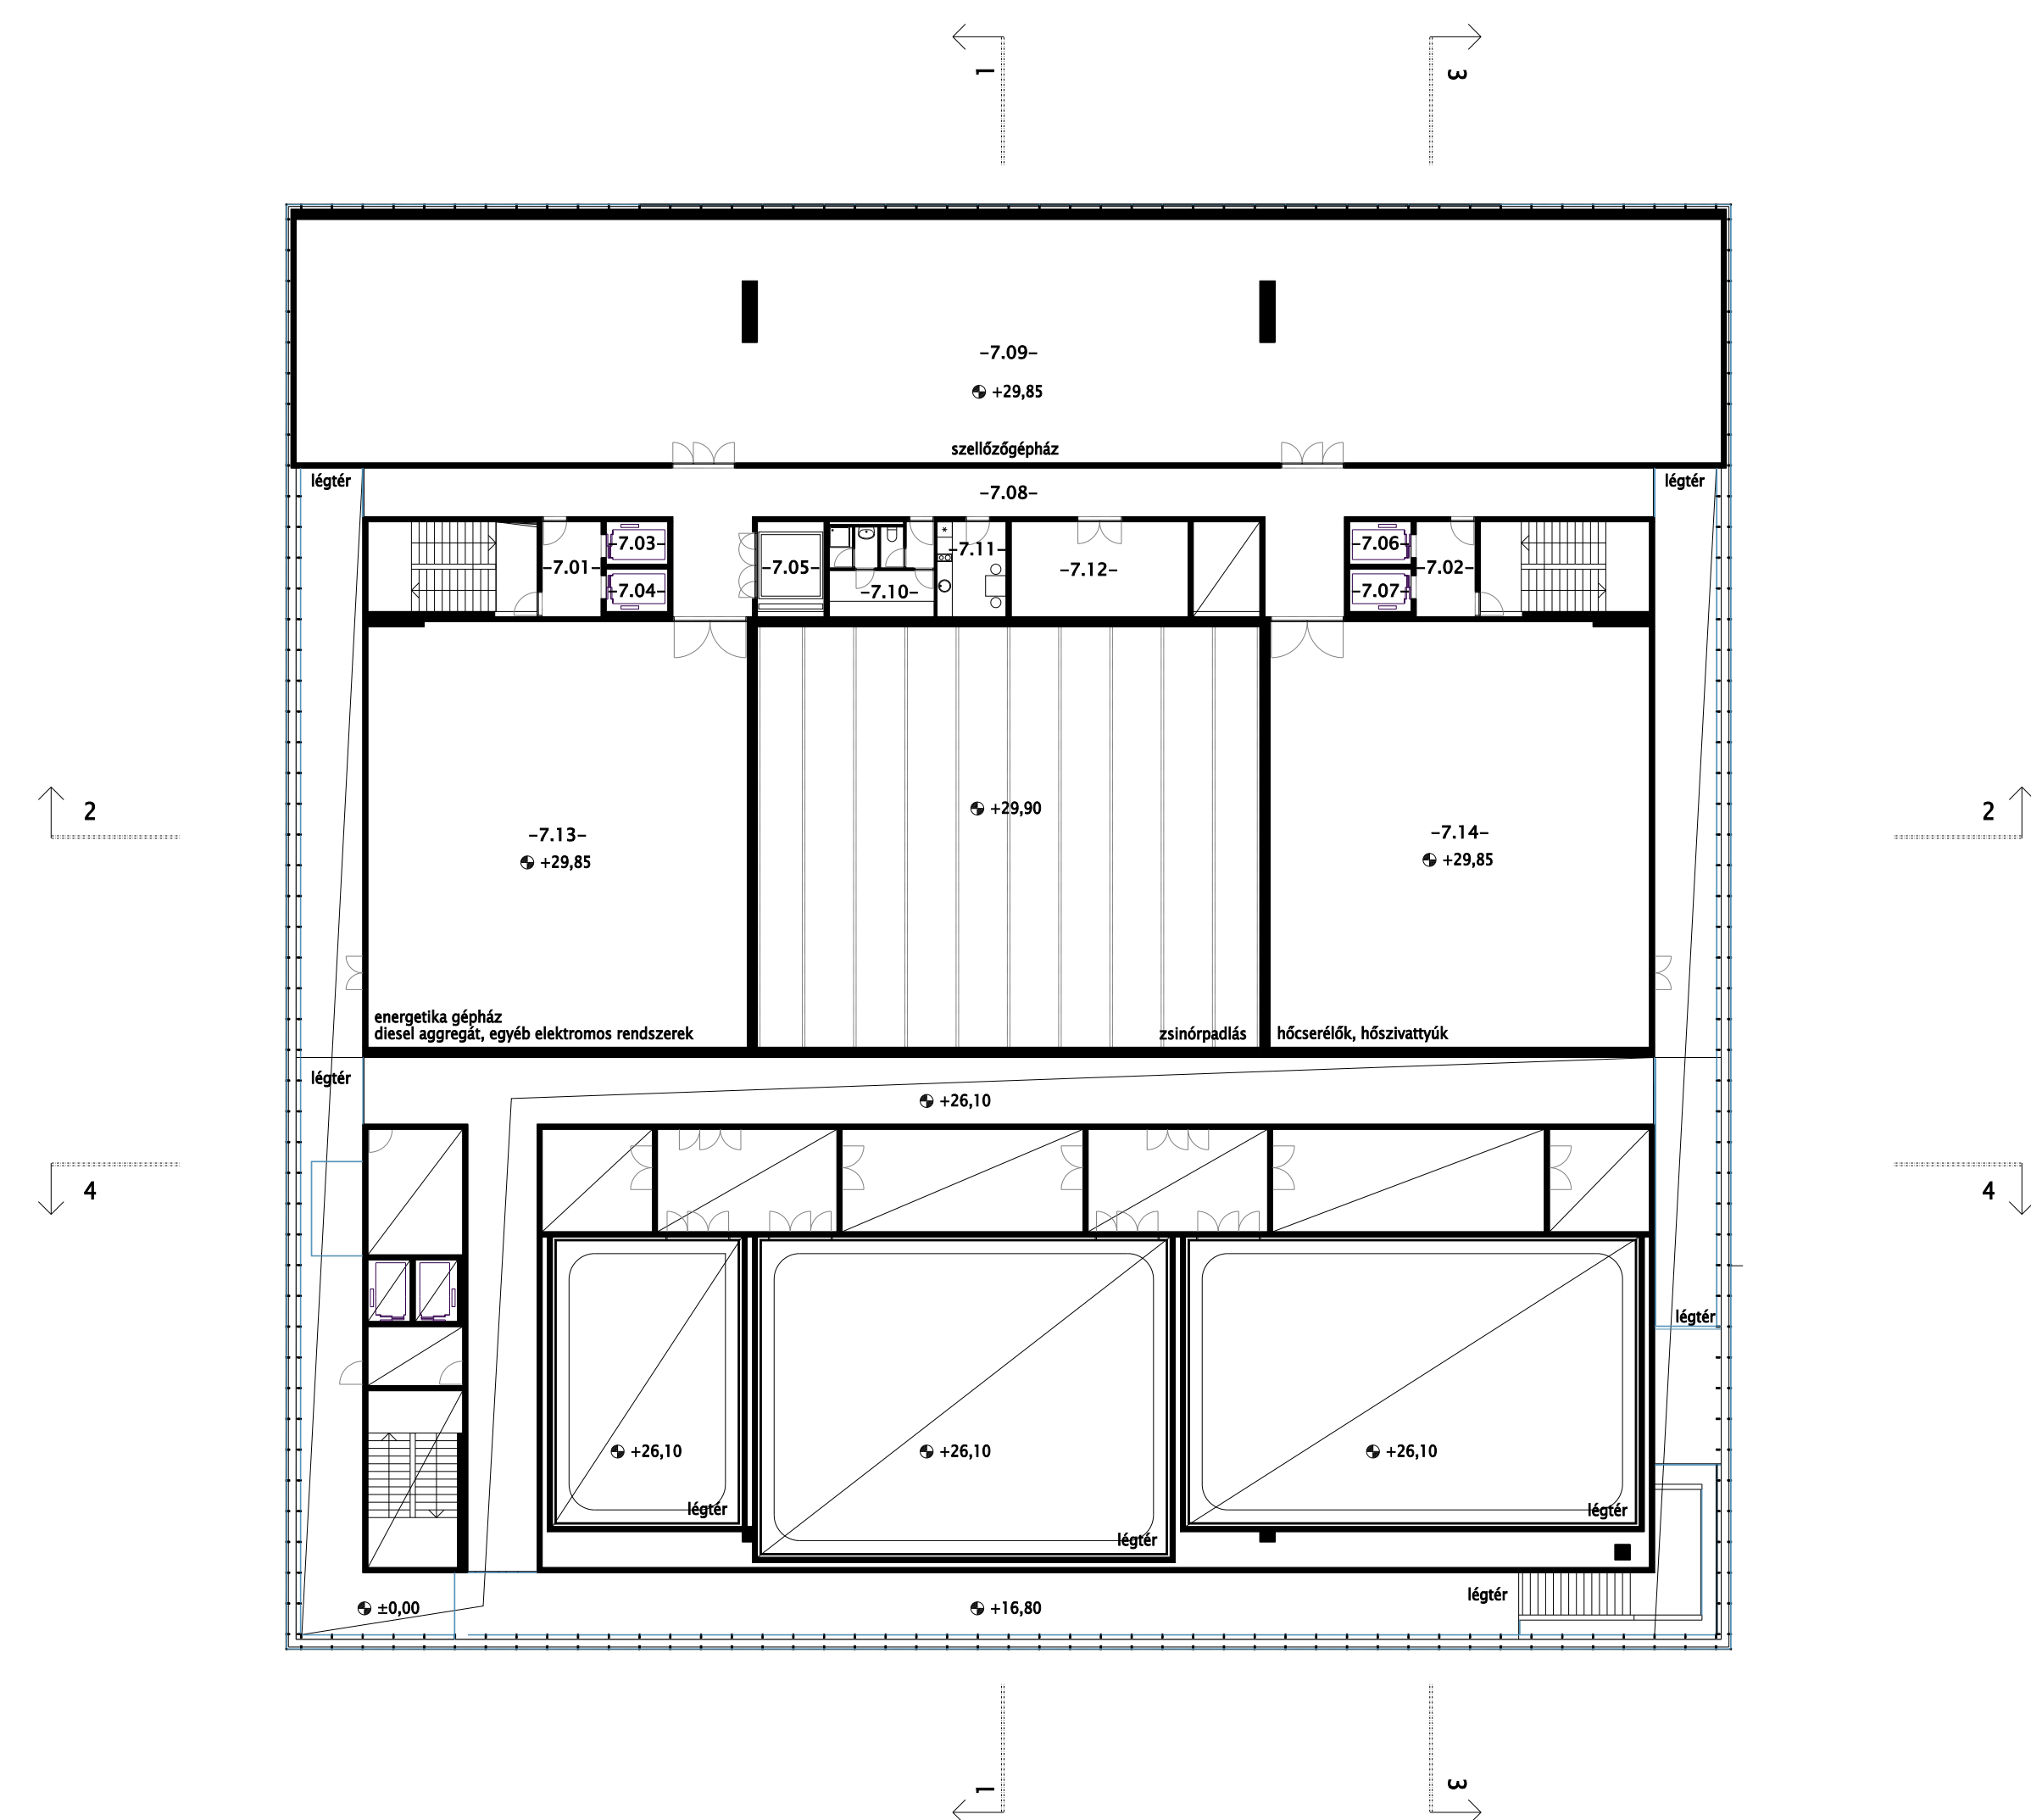 1
3
-7.09-
+29,85
szellőzőgépház
légtér
légtér
-7.08-
-7.03-
-7.11-
-7.06-
-7.01-
-7.05-
-7.12-
-7.02-
-7.04-
-7.10-
-7.07-
2
+29,90
2
-7.13-
-7.14-
+29,85
+29,85
energetika gépház
diesel aggregát, egyéb elektromos rendszerek
zsinórpadlás
hőcserélők, hőszivattyúk
légtér
+26,10
4
4
légtér
+26,10
+26,10
+26,10
légtér
légtér
légtér
légtér
±0,00
+16,80
1
3